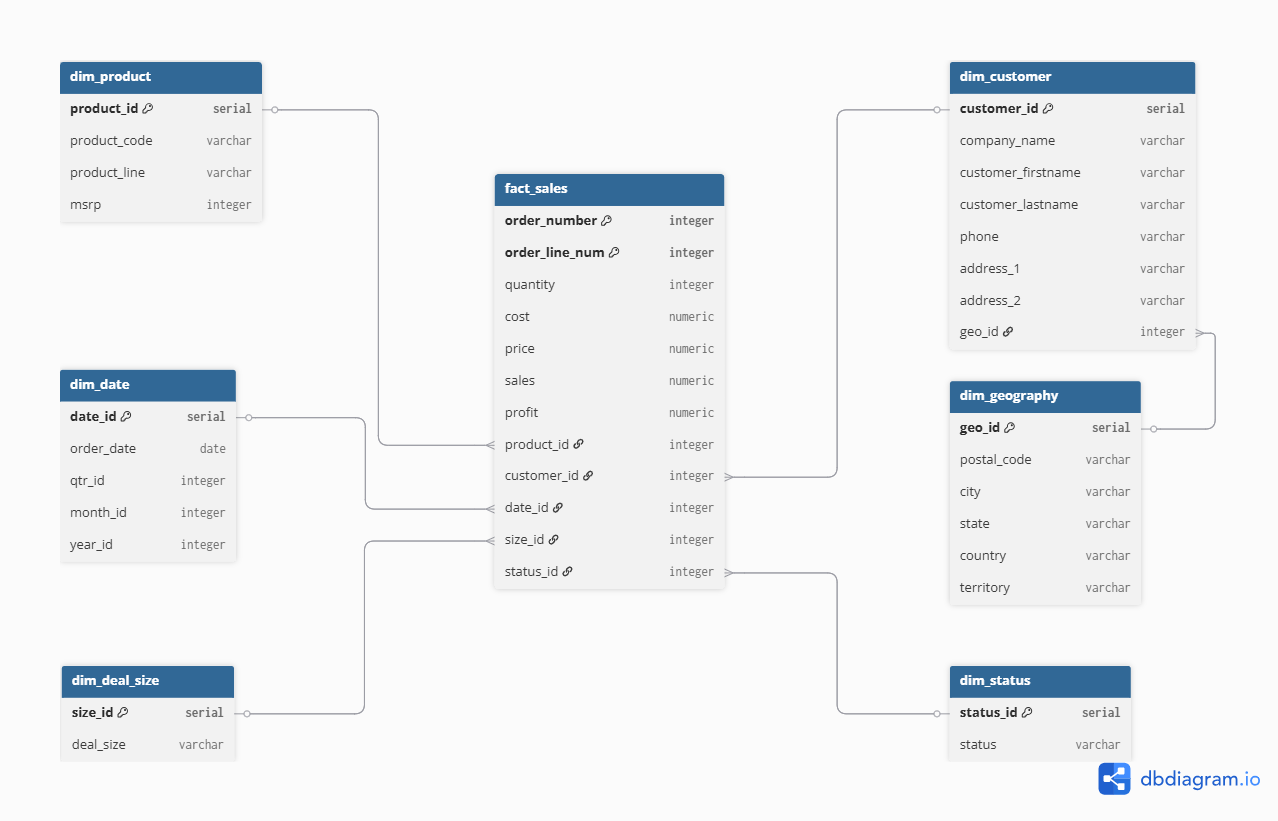 dim_product
product_id serial
product_code varchar
product_line varchar
msrp integer
dim_date
date_id serial
order_date date
qtr_id integer
month_id integer
year_id integer
dim_deal_size
size_id serial
deal_size varchar
fact_sales
order_number integer
order_line_num integer
quantity integer
cost numeric
price numeric
sales numeric
profit numeric
product_id integer
customer_id integer
date_id integer
size_id integer
status_id integer
dim_customer
customer_id serial
company_name varchar
customer_firstname varchar
customer_lastname varchar
phone varchar
address_1 varchar
address_2 varchar
geo_id integer
dim_geography
geo_id serial
postal_code varchar
city varchar
state varchar
country varchar
territory varchar
dim_status
status_id serial
status varchar
dbdiagram.io